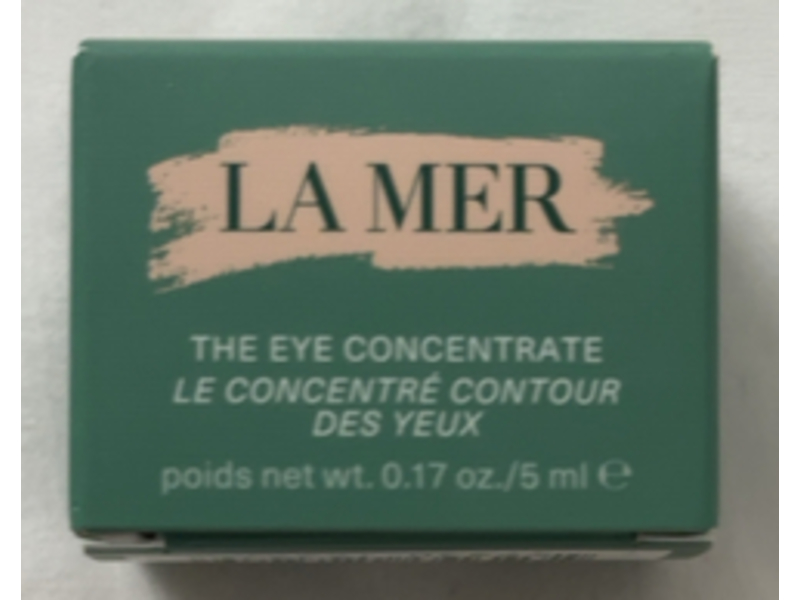 LA MER
THE EYE CONCENTRATE
LE CONCENTRÉ CONTOUR
DES YEUX
poids net wt. 0.17 oz./5 ml ℮